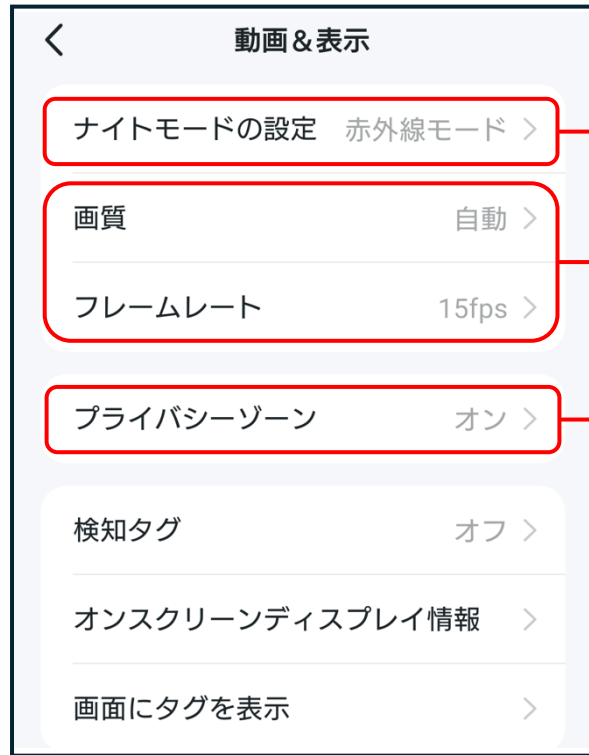 動画＆表示
ナイトモードの設定 赤外線モード
画質 自動
フレームレート 15fps
プライバシーゾーン オン
検知タグ オフ
オンスクリーンディスプレイ情報
画面にタグを表示